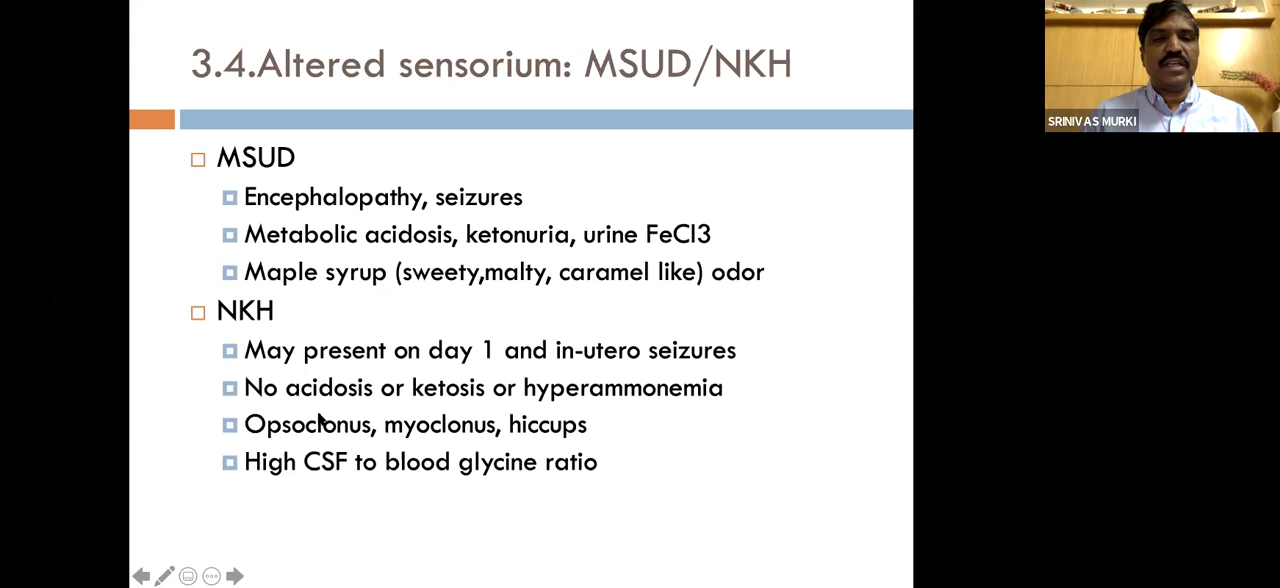 3.4.Altered sensorium: MSUD/NKH
SRINIVAS MURKI
MSUD
Encephalopathy, seizures
Metabolic acidosis, ketonuria, urine FeCl3
Maple syrup (sweety,malty, caramel like) odor
NKH
May present on day 1 and in-utero seizures
No acidosis or ketosis or hyperammonemia
Opsoclonus, myoclonus, hiccups
High CSF to blood glycine ratio